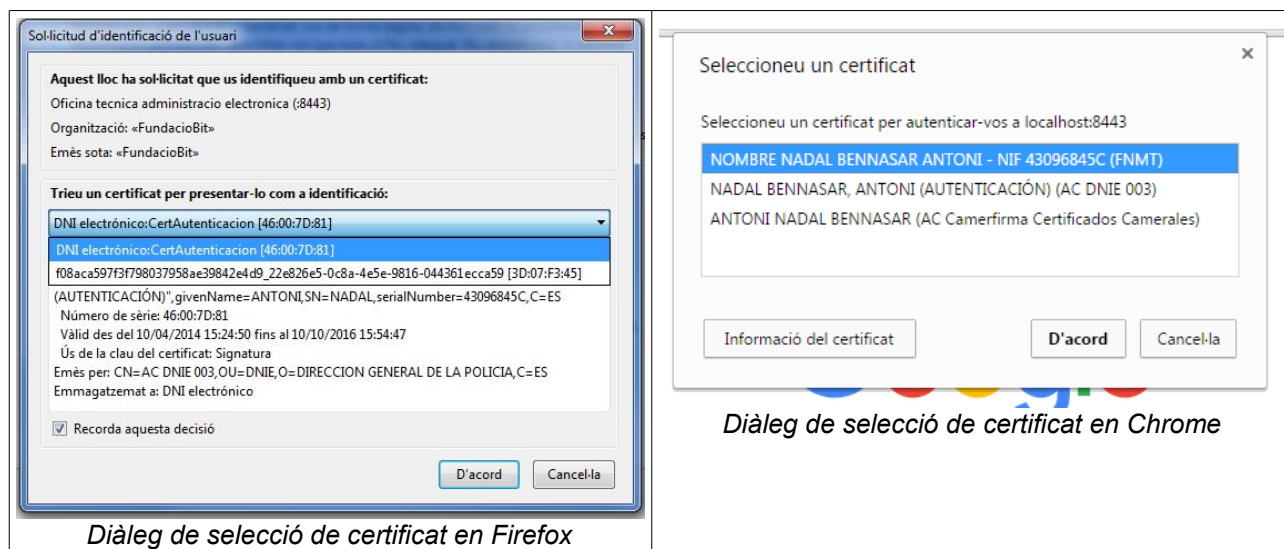 Sol·licitud d'identificació de l'usuari
Aquest lloc ha sol·licitat que us identifiqueu amb un certificat:
Oficina tecnica administracio electronica (:8443)
Organització: «FundacioBit»
Emès sota: «FundacioBit»
Trieu un certificat per presentar-lo com a identificació:
DNI electrónico:CertAutenticacion [46:00:7D:81]
DNI electrónico:CertAutenticacion [46:00:7D:81]
f08aca597f3f798037958ae39842e4d9_22e826e5-0c8a-4e5e-9816-044361ecca59 [3D:07:F3:45]
(AUTENTICACIÓN)",givenName=ANTONI,SN=NADAL,serialNumber=43096845C,C=ES
Número de sèrie: 46:00:7D:81
Vàlid des del 10/04/2014 15:24:50 fins al 10/10/2016 15:54:47
Ús de la clau del certificat: Signatura
Emès per: CN=AC DNIE 003,OU=DNIE,O=DIRECCION GENERAL DE LA POLICIA,C=ES
Emmagatzemat a: DNI electrónico
Recorda aquesta decisió
D'acord
Cancel·la
Diàleg de selecció de certificat en Firefox
Seleccioneu un certificat
Seleccioneu un certificat per autenticar-vos a localhost:8443
NOMBRE NADAL BENNASAR ANTONI - NIF 43096845C (FNMT)
NADAL BENNASAR, ANTONI (AUTENTICACIÓN) (AC DNIE 003)
ANTONI NADAL BENNASAR (AC Camerfirma Certificados Camerales)
Informació del certificat
D'acord
Cancel·la
Diàleg de selecció de certificat en Chrome